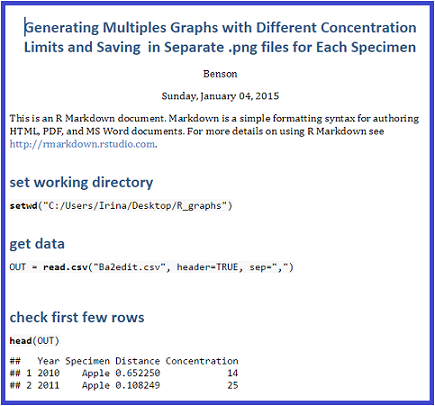 Generating Multiples Graphs with Different Concentration
Limits and Saving in Separate .png files for Each Specimen
Benson
Sunday, January 04, 2015
This is an R Markdown document. Markdown is a simple formatting syntax for authoring
HTML, PDF, and MS Word documents. For more details on using R Markdown see
http://rmarkdown.rstudio.com.
set working directory
setwd("C:/Users/Irina/Desktop/R_graphs")
get data
OUT = read.csv("Ba2edit.csv", header=TRUE, sep=",")
check first few rows
head(OUT)
##   Year Specimen Distance Concentration
## 1 2010    Apple 0.652250            14
## 2 2011    Apple 0.108249            25